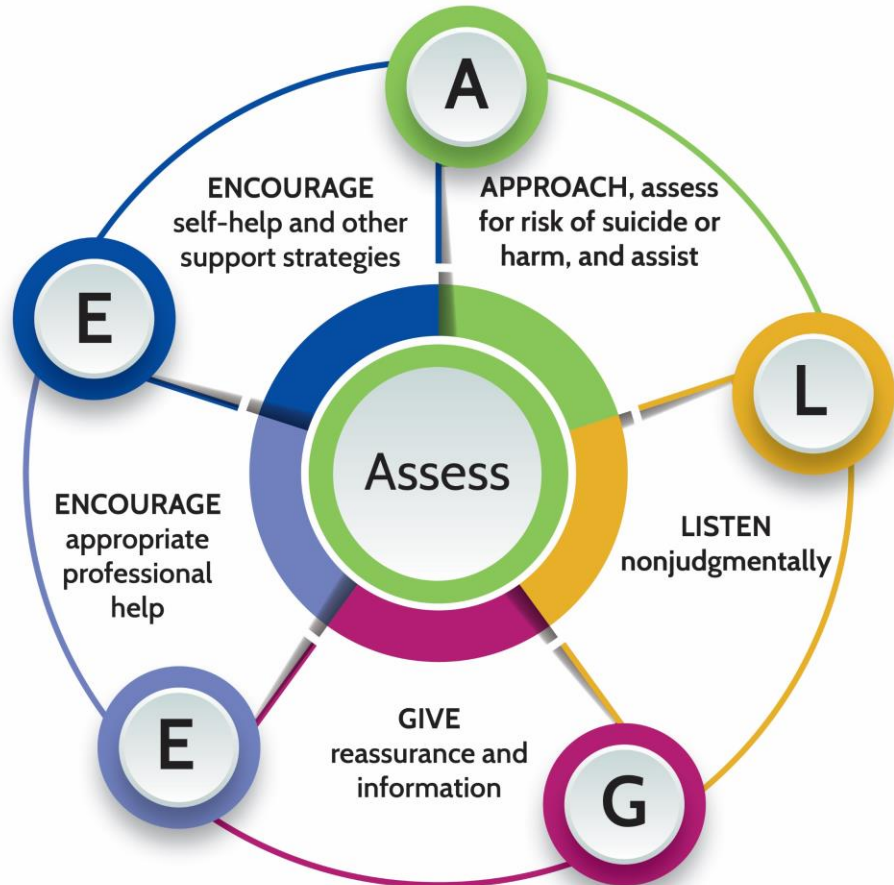 A
APPROACH, assess
for risk of suicide or
harm, and assist
L
LISTEN
nonjudgmentally
G
GIVE
reassurance and
information
E
ENCOURAGE
appropriate
professional
help
E
ENCOURAGE
self-help and other
support strategies
Assess